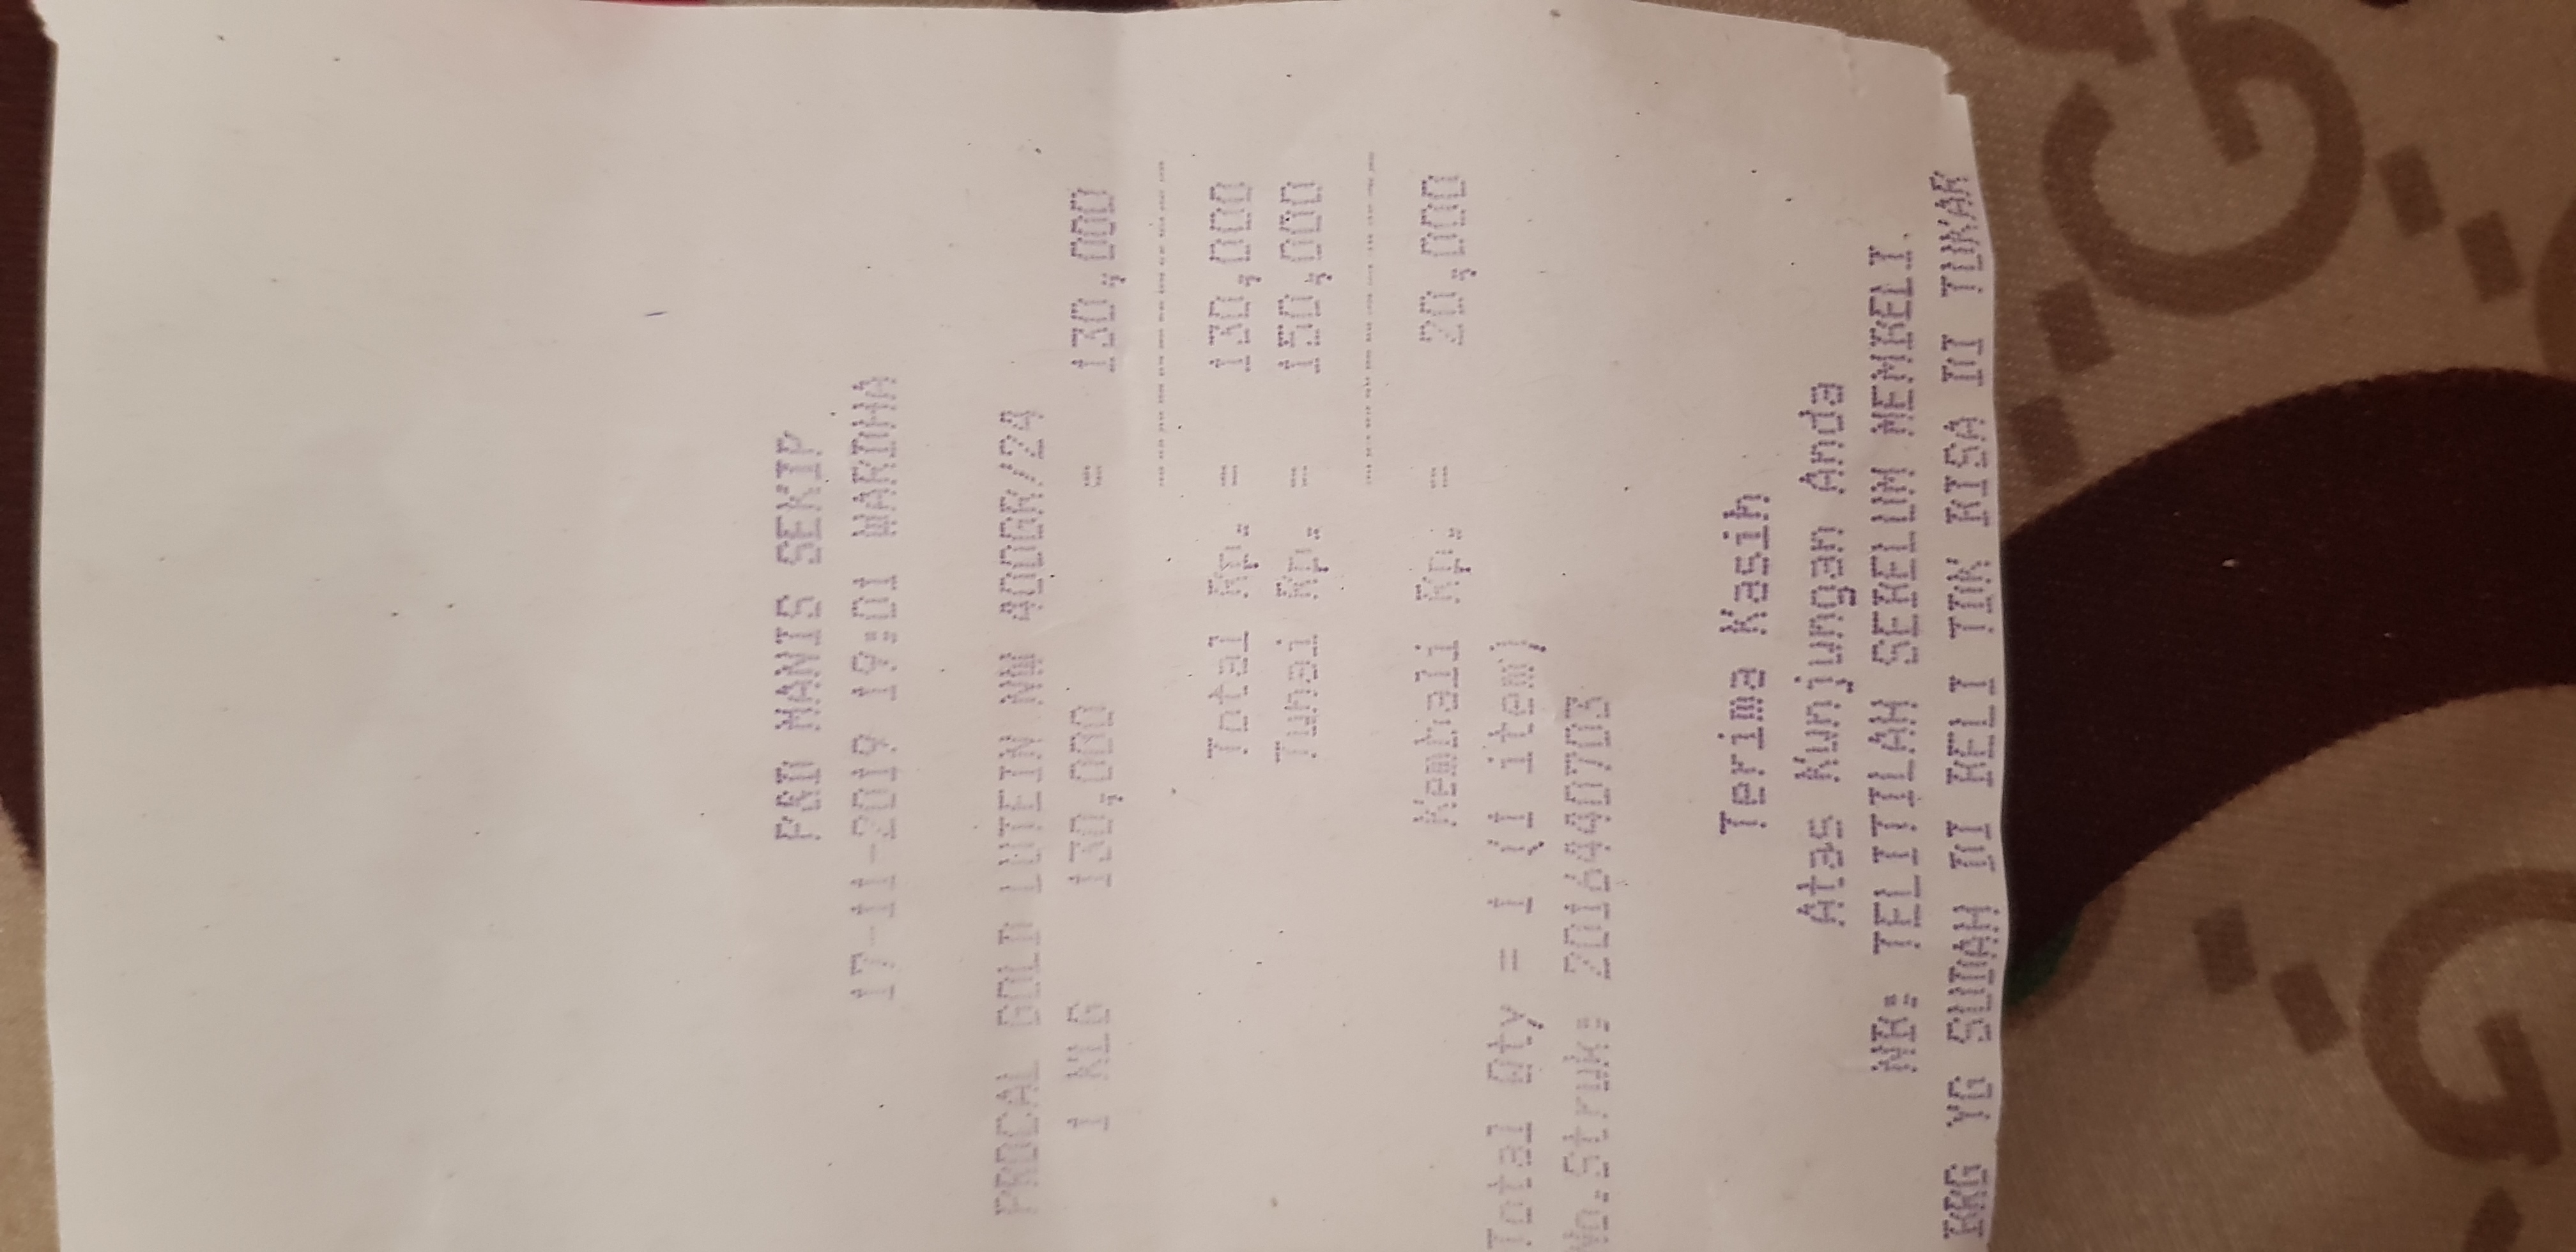 P&D MANIS SEKIP
17-11-2019 19:01 WARDHA
PROCAL GOLD LUTEIN NW 400GR/24
1 KLG 130,000 = 130,000
Total Rp. = 130,000
Tunai Rp. = 150,000
Kembali Rp. = 20,000
Total Qty = 1 (1 item)
No.Struk: 2016440703
Terima Kasih
Atas Kunjungan Anda
NB: TELITILAH SEBELUM MEMBELI.
BRG YG SUDAH DI BELI TDK BISA DI TUKAR
G
G